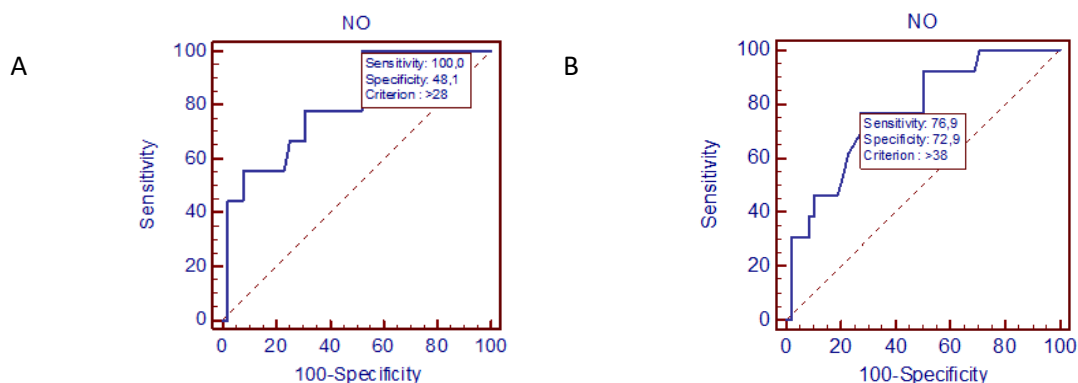 A
NO
Sensitivity
100
80
60
40
20
0
Sensitivity: 100,0
Specificity: 48,1
Criterion : >28
0 20 40 60 80 100
100-Specificity
B
NO
Sensitivity
100
80
60
40
20
0
Sensitivity: 76,9
Specificity: 72,9
Criterion : >38
0 20 40 60 80 100
100-Specificity